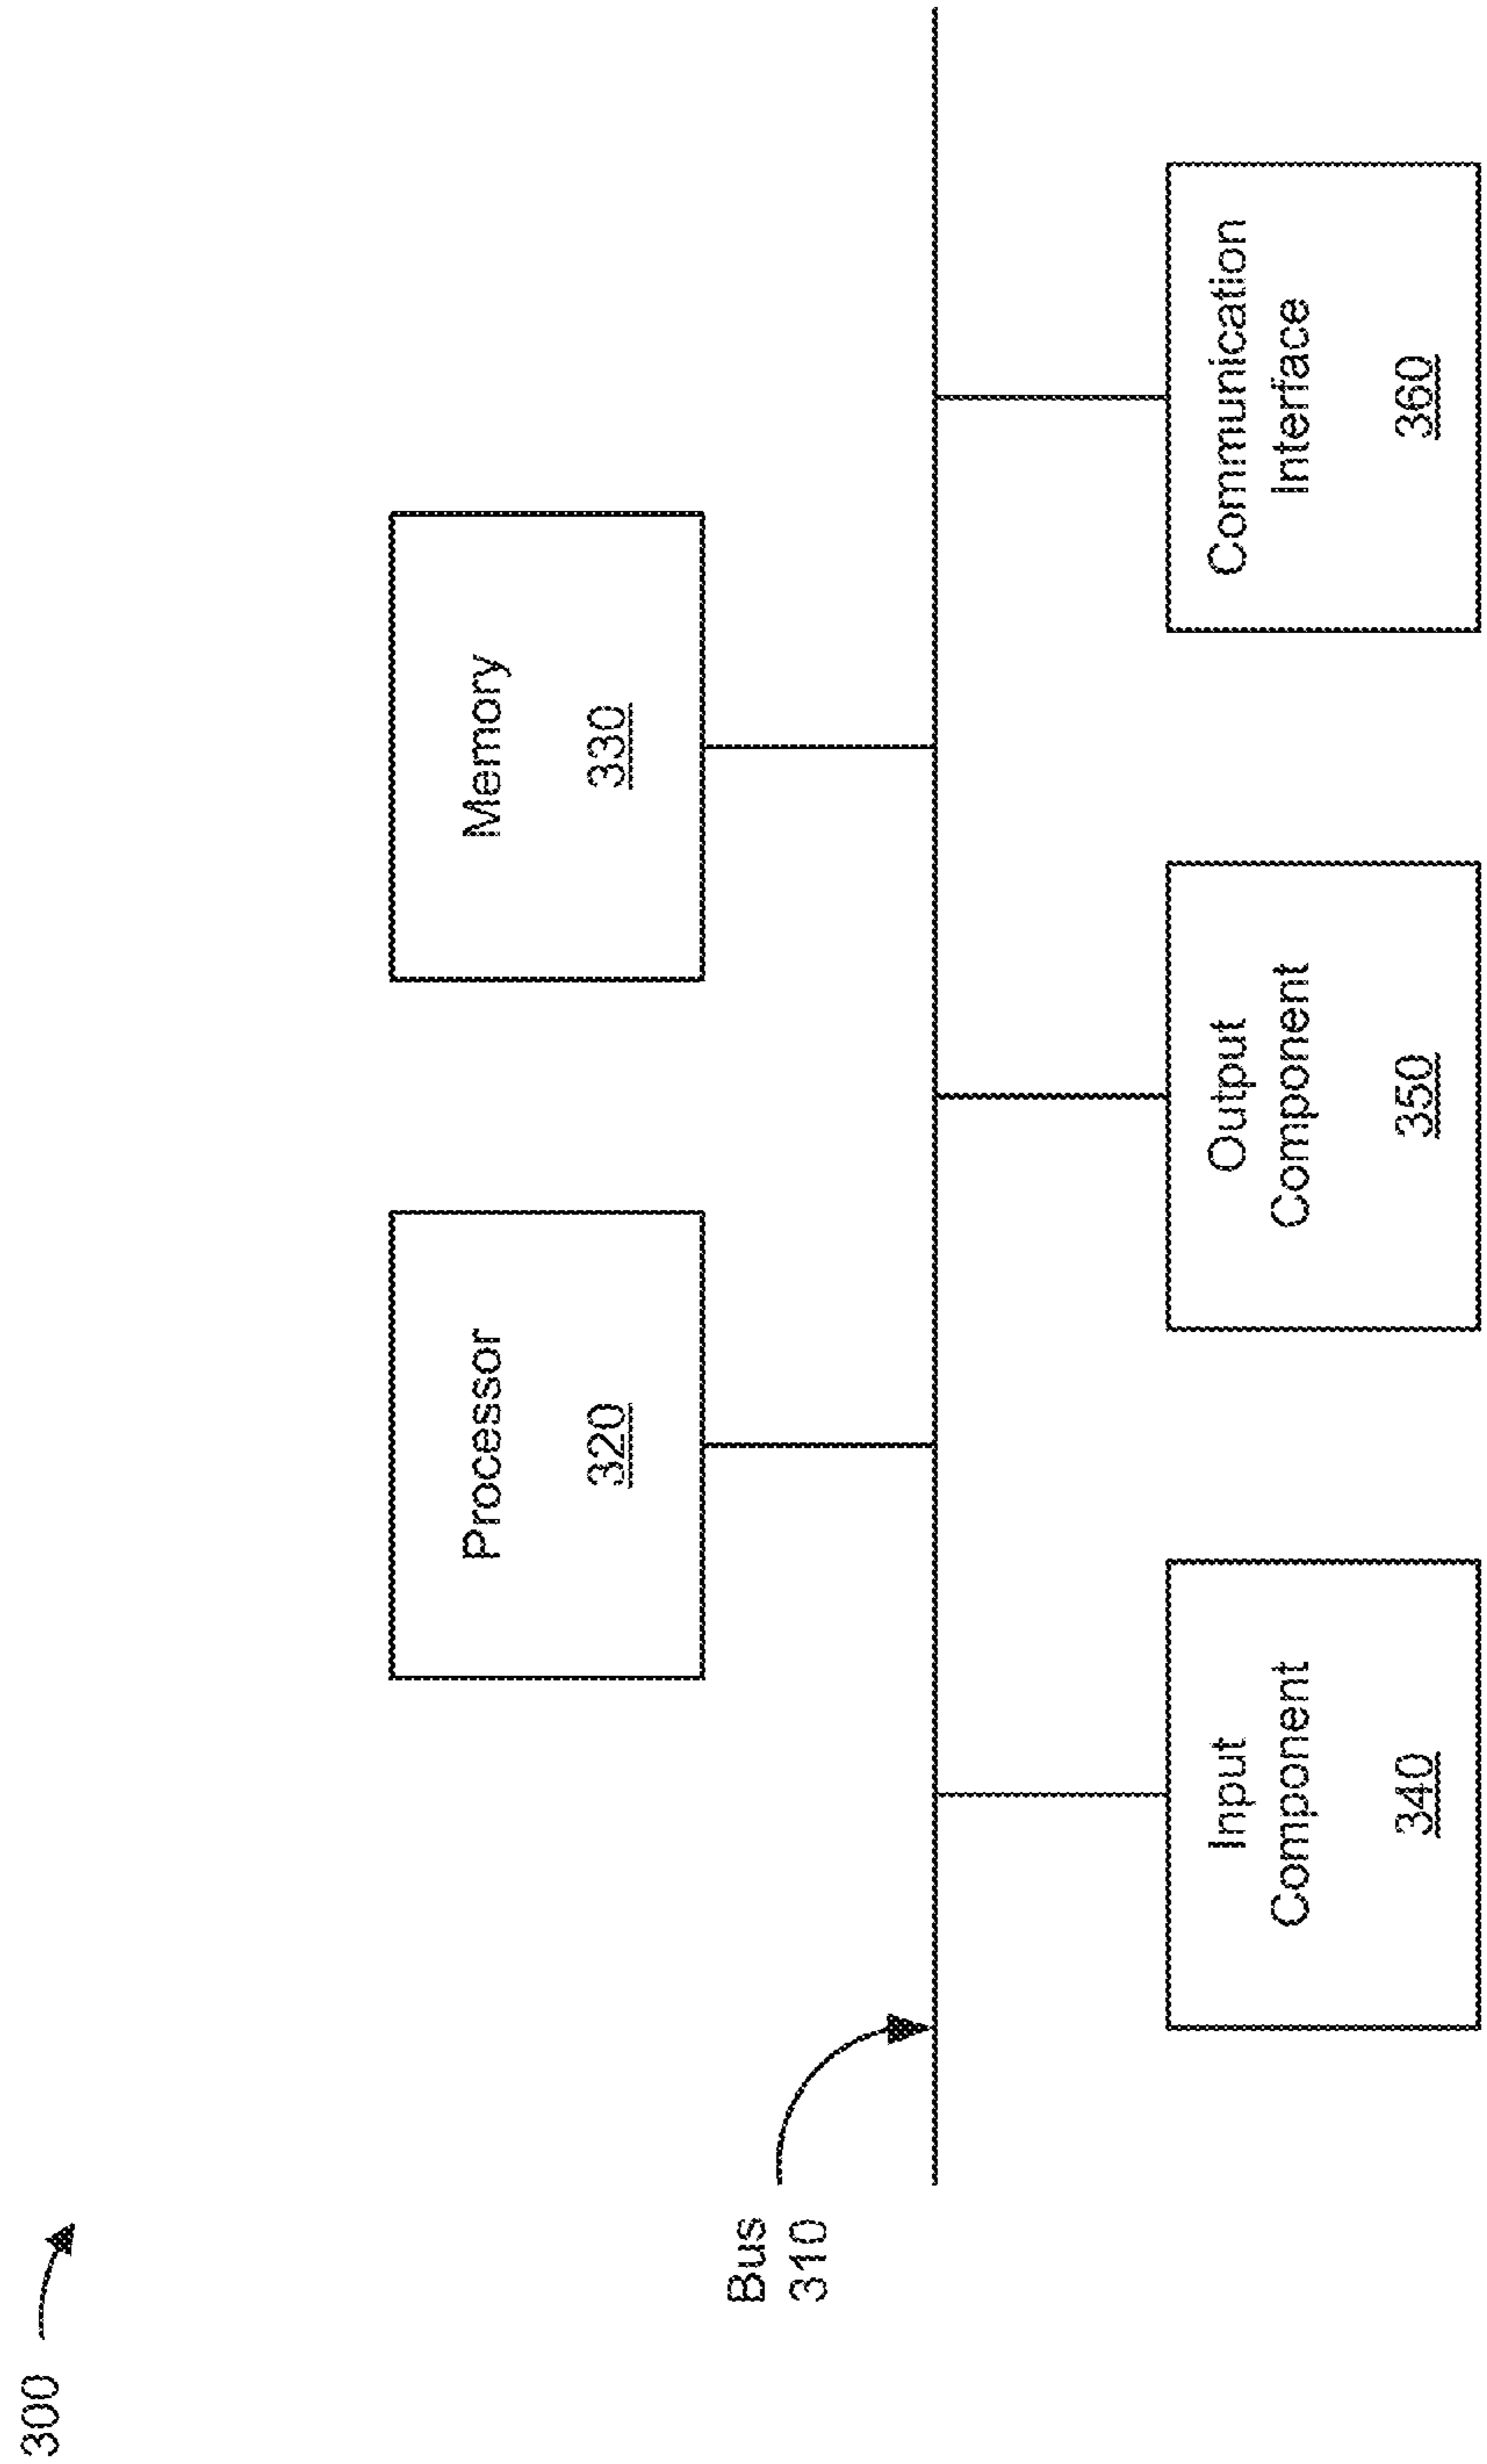 300
Processor
320
Memory
330
Bus
310
Input
Component
340
Output
Component
350
Communication
Interface
360